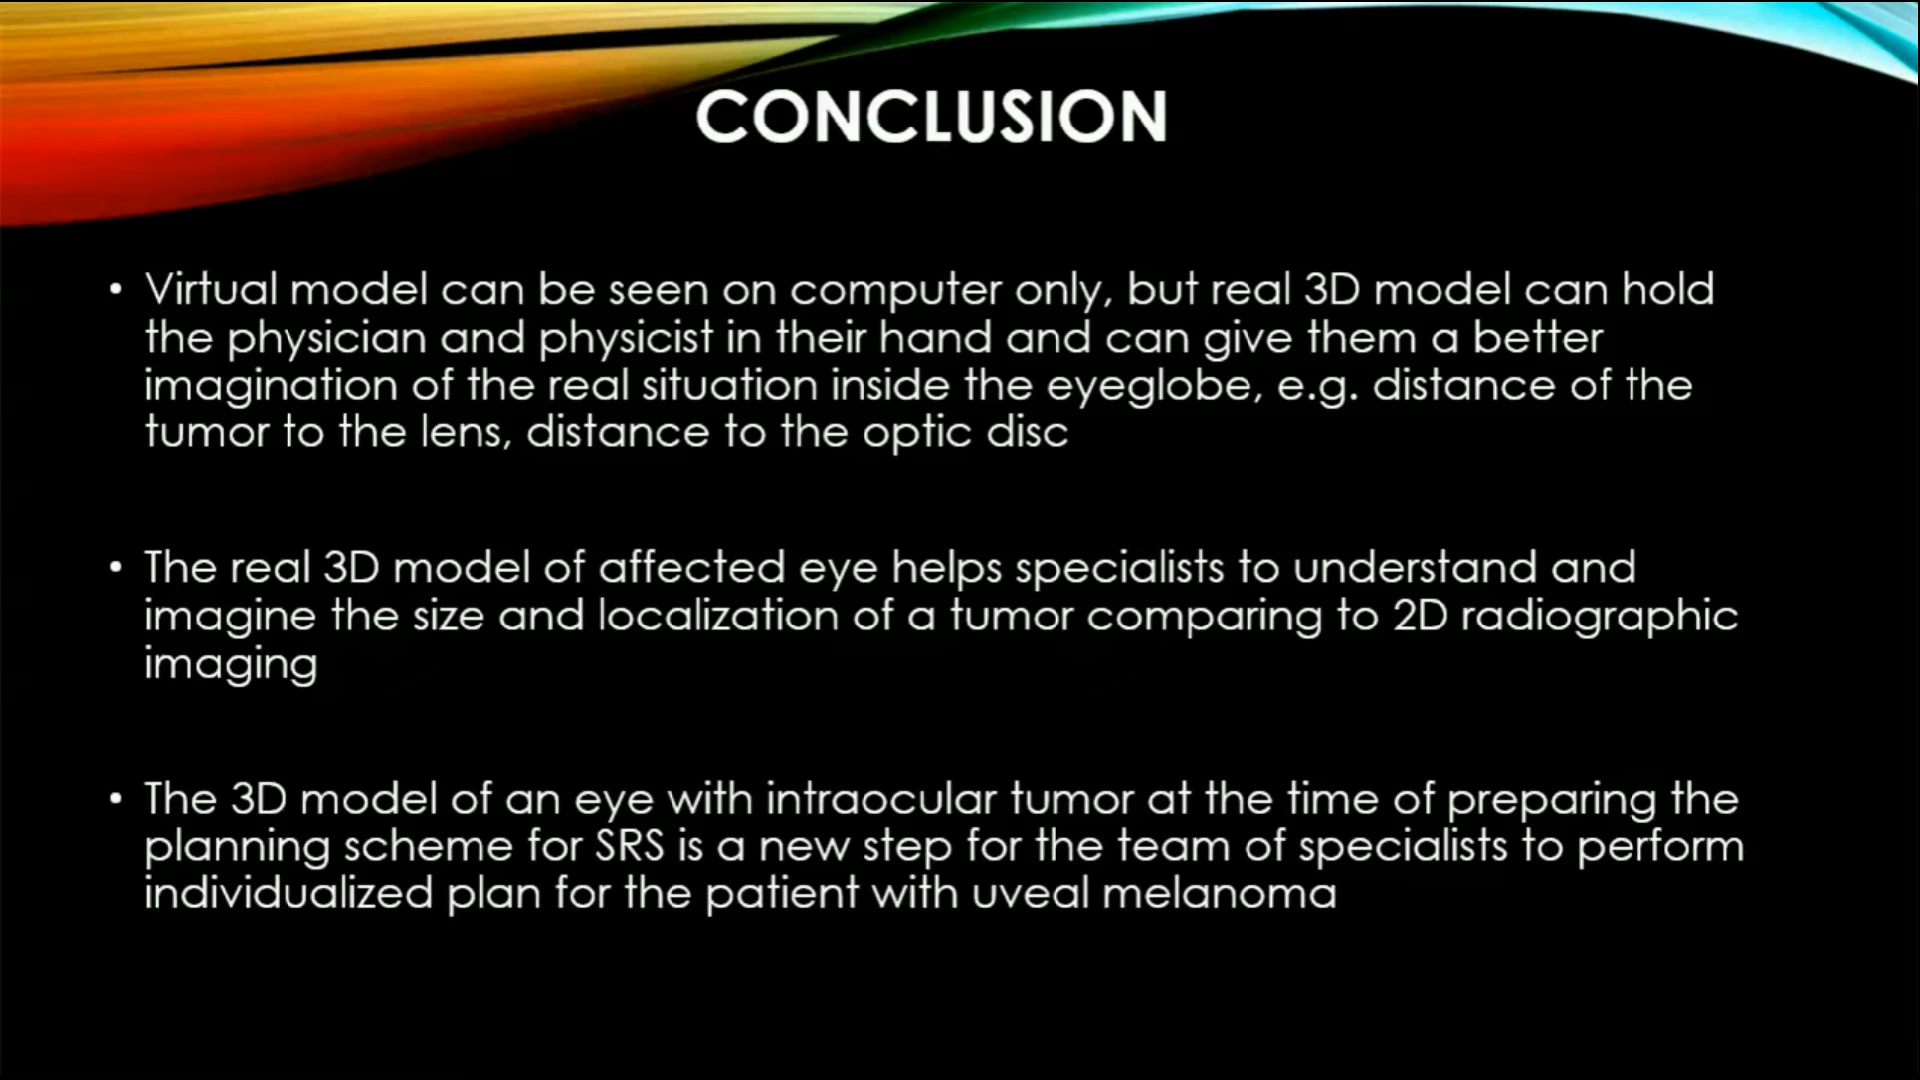 CONCLUSION
• Virtual model can be seen on computer only, but real 3D model can hold
the physician and physicist in their hand and can give them a better
imagination of the real situation inside the eyeglobe, e.g. distance of the
tumor to the lens, distance to the optic disc
• The real 3D model of affected eye helps specialists to understand and
imagine the size and localization of a tumor comparing to 2D radiographic
imaging
• The 3D model of an eye with intraocular tumor at the time of preparing the
planning scheme for SRS is a new step for the team of specialists to perform
individualized plan for the patient with uveal melanoma